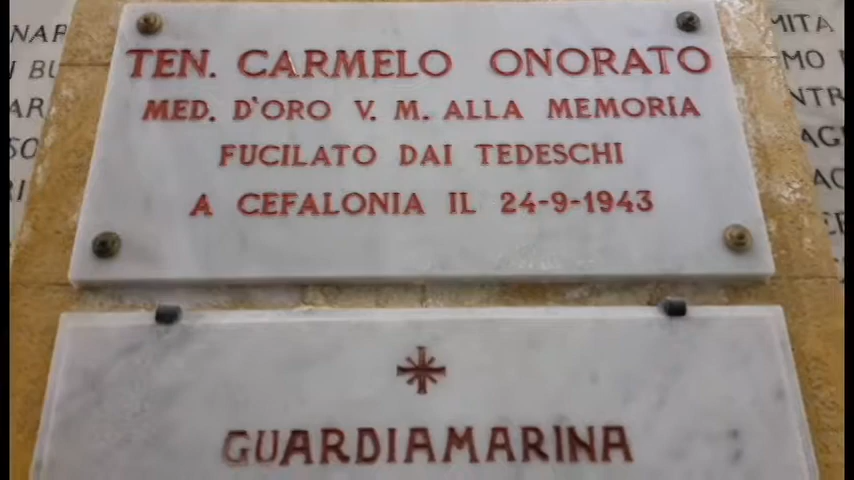 TEN. CARMELO ONORATO
MED. D'ORO V. M. ALLA MEMORIA
FUCILATO DAI TEDESCHI
A CEFALONIA IL 24-9-1943
GUARDIAMARINA